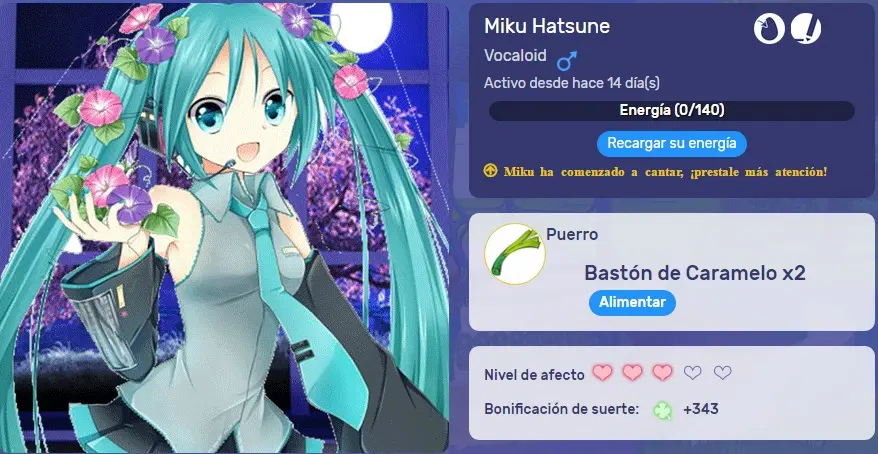 Miku Hatsune
Vocaloid
Activo desde hace 14 día(s)
Energía (0/140)
Recargar su energía
Miku ha comenzado a cantar, ¡prestale más atención!
Puerro
Bastón de Caramelo x2
Alimentar
Nivel de afecto
Bonificación de suerte: +343